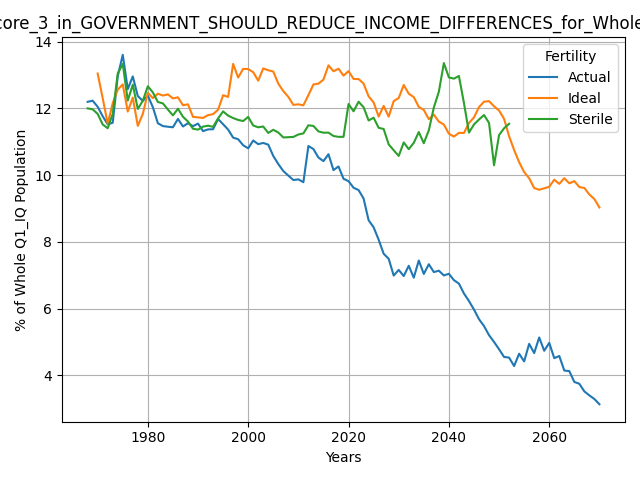 core_3_in_GOVERNMENT_SHOULD_REDUCE_INCOME_DIFFERENCES_for_Whole
14
12
10
8
6
4
% of Whole Q1_IQ Population
Fertility
Actual
Ideal
Sterile
1980
2000
2020
2040
2060
Years